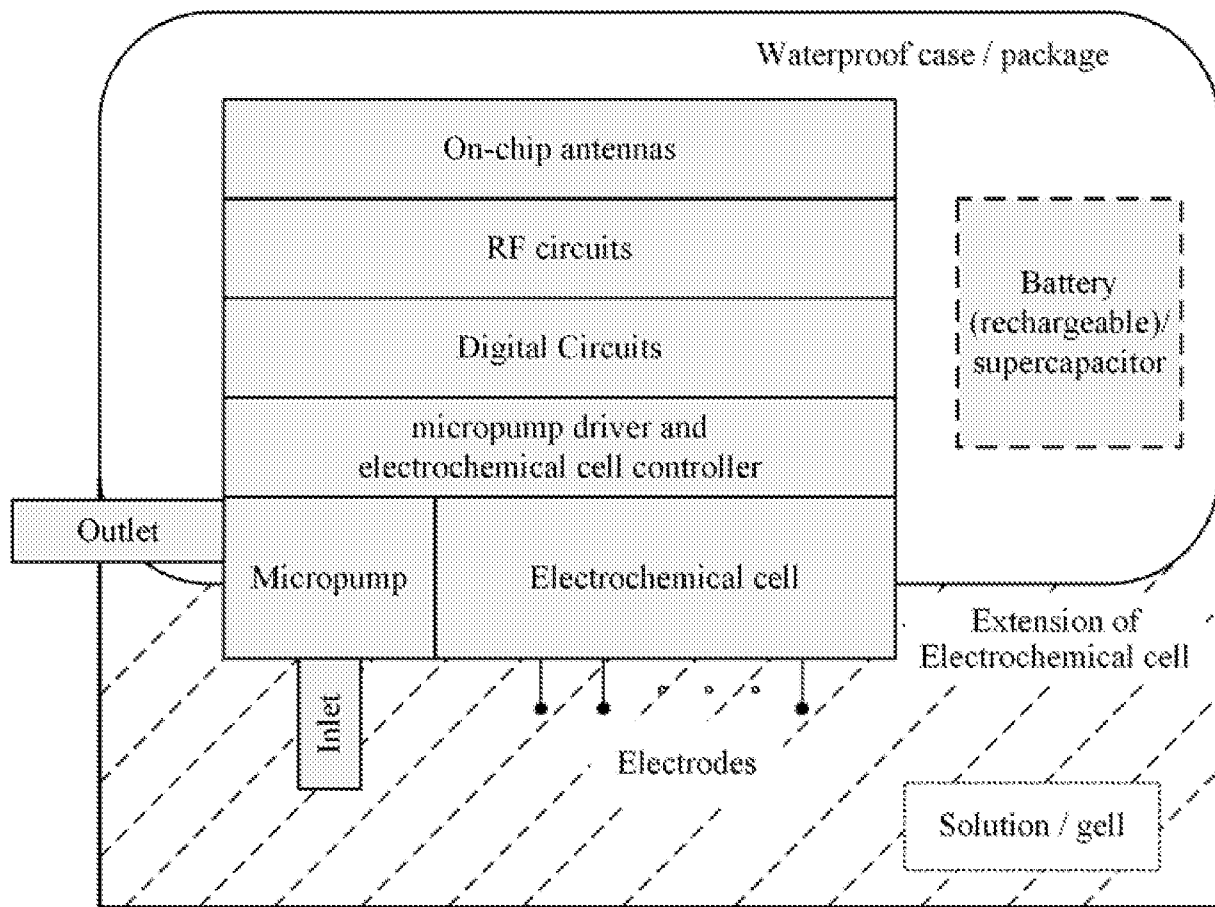 Waterproof case / package
On-chip antennas
RF circuits
Digital Circuits
micropump driver and
electrochemical cell controller
Battery
(rechargeable)/
supercapacitor
Outlet
Micropump
Electrochemical cell
Extension of
Electrochemical cell
Inlet
Electrodes
Solution / gell